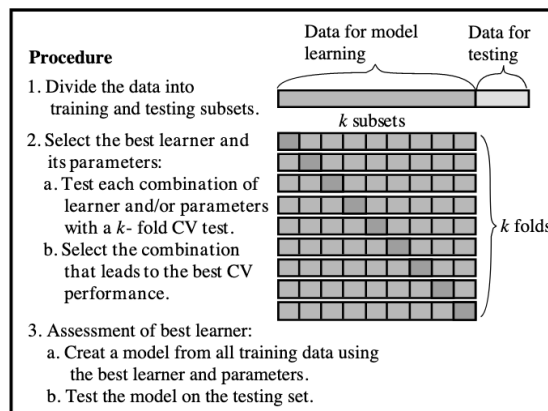 Data for model
learning
Data for
testing
Procedure
1. Divide the data into
training and testing subsets.
k subsets
2. Select the best learner and
its parameters:
a. Test each combination of
learner and/or parameters
with a k- fold CV test.
b. Select the combination
that leads to the best CV
performance.
k folds
3. Assessment of best learner:
a. Creat a model from all training data using
the best learner and parameters.
b. Test the model on the testing set.